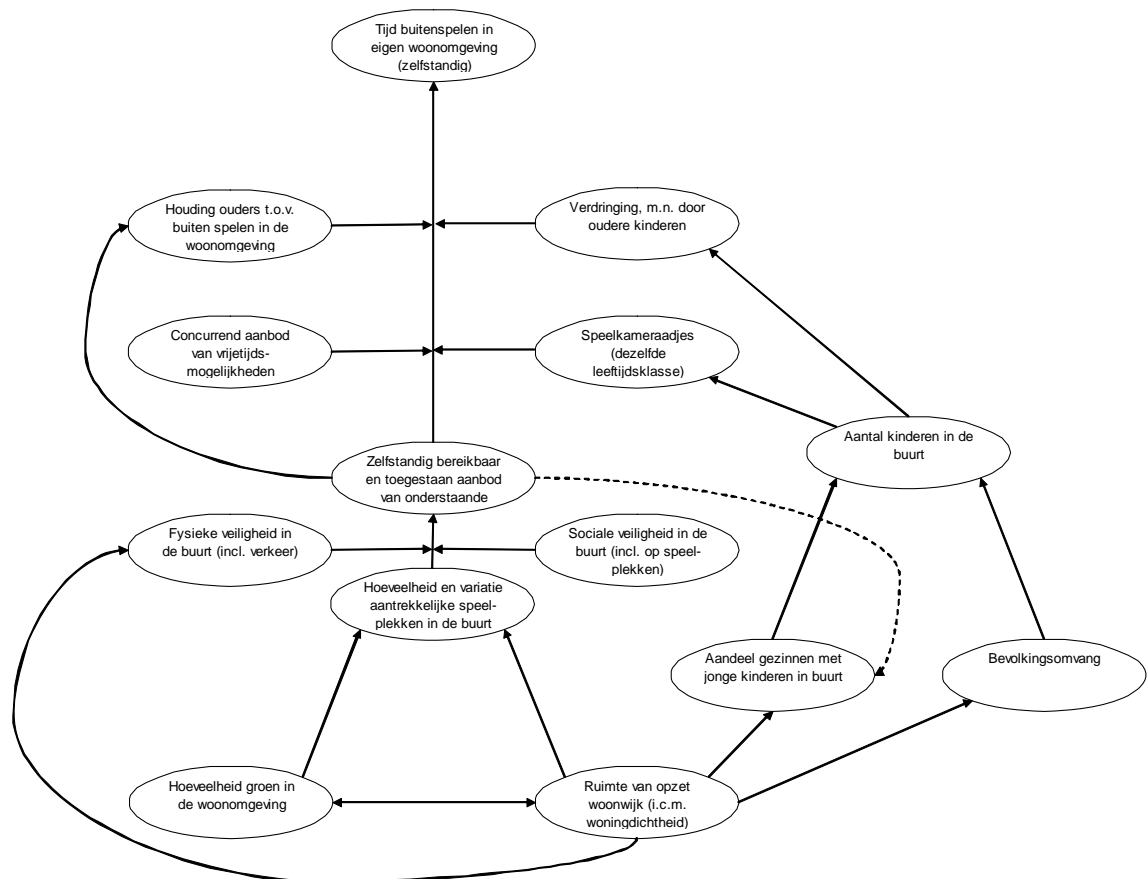 Tijd buitenspelen in
eigen woonomgeving
(zelfstandig)
Houding ouders t.o.v.
buiten spelen in de
woonomgeving
Verdringing, m.n. door
oudere kinderen
Concurrend aanbod
van vrijetijds-
mogelijkheden
Speelkameraadjes
(dezelfde
leeftijdsklasse)
Aantal kinderen in de
buurt
Zelfstandig bereikbaar
en toegestaan aanbod
van onderstaande
Fysieke veiligheid in
de buurt (incl. verkeer)
Sociale veiligheid in de
buurt (incl. op speel-
plekken)
Hoeveelheid en variatie
aantrekkelijke speel-
plekken in de buurt
Aandeel gezinnen met
jonge kinderen in buurt
Bevolkingsomvang
Hoeveelheid groen in
de woonomgeving
Ruimte van opzet
woonwijk (i.c.m.
woningdichtheid)